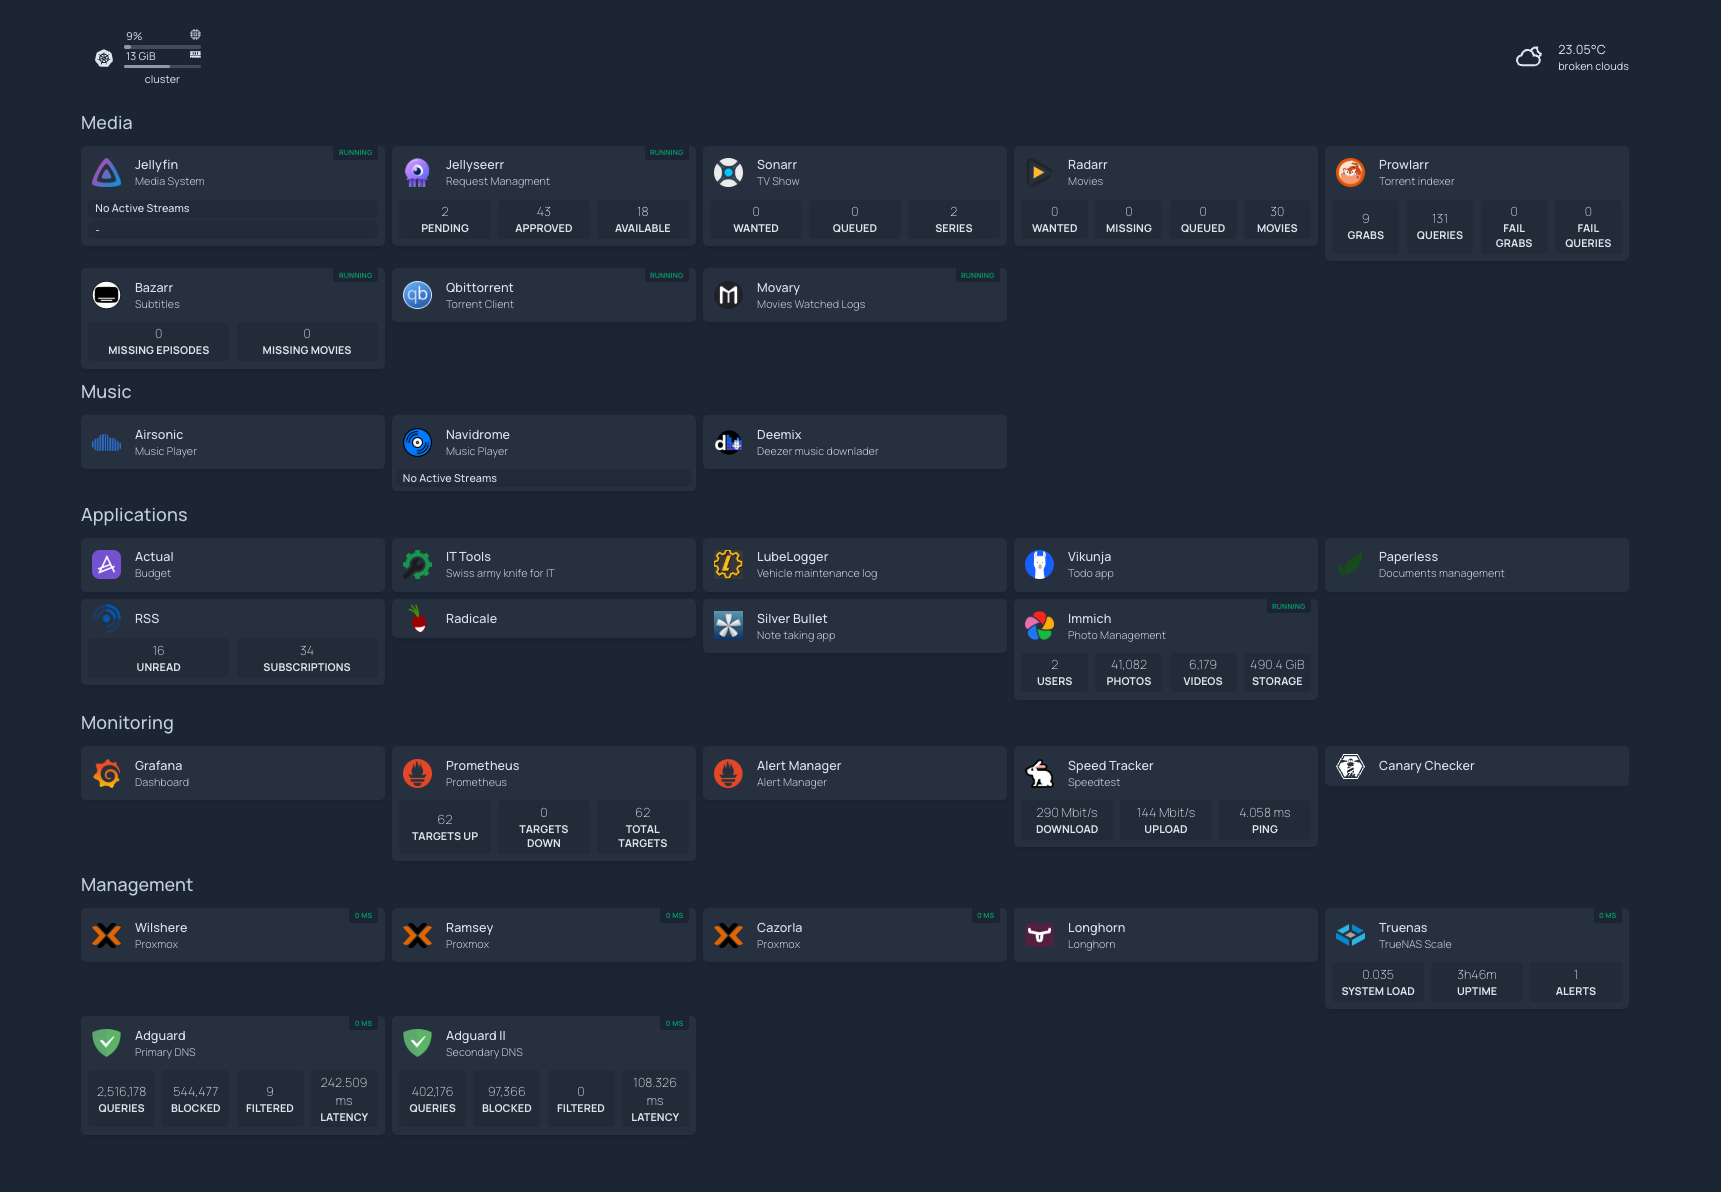 9%
13 GiB
cluster
23.05°C
broken clouds
Media
RUNNING
Jellyfin
Media System
No Active Streams
-
RUNNING
Jellyseerr
Request Managment
2
PENDING
43
APPROVED
18
AVAILABLE
Sonarr
TV Show
0
WANTED
0
QUEUED
2
SERIES
Radarr
Movies
0
WANTED
0
MISSING
0
QUEUED
30
MOVIES
Prowlarr
Torrent indexer
9
GRABS
131
QUERIES
0
FAIL
GRABS
0
FAIL
QUERIES
RUNNING
Bazarr
Subtitles
0
MISSING EPISODES
0
MISSING MOVIES
RUNNING
qb
Qbittorrent
Torrent Client
RUNNING
Movary
Movies Watched Logs
Music
Airsonic
Music Player
Navidrome
Music Player
No Active Streams
d
Deemix
Deezer music downlader
Applications
Actual
Budget
IT Tools
Swiss army knife for IT
LubeLogger
Vehicle maintenance log
Vikunja
Todo app
Paperless
Documents management
RSS
16
UNREAD
34
SUBSCRIPTIONS
Radicale
Silver Bullet
Note taking app
RUNNING
Immich
Photo Management
2
USERS
41,082
PHOTOS
6,179
VIDEOS
490.4 GiB
STORAGE
Monitoring
Grafana
Dashboard
Prometheus
Prometheus
62
TARGETS UP
0
TARGETS
DOWN
62
TOTAL
TARGETS
Alert Manager
Alert Manager
Speed Tracker
Speedtest
290 Mbit/s
DOWNLOAD
144 Mbit/s
UPLOAD
4.058 ms
PING
Canary Checker
Management
0 MS
Wilshere
Proxmox
0 MS
Ramsey
Proxmox
0 MS
Cazorla
Proxmox
Longhorn
Longhorn
0 MS
Truenas
TrueNAS Scale
0.035
SYSTEM LOAD
3h46m
UPTIME
1
ALERTS
0 MS
Adguard
Primary DNS
2,516,178
QUERIES
544,477
BLOCKED
9
FILTERED
242.509
ms
LATENCY
0 MS
Adguard II
Secondary DNS
402,176
QUERIES
97,366
BLOCKED
0
FILTERED
108.326
ms
LATENCY